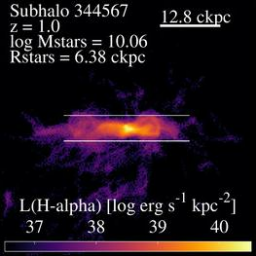 Subhalo 344567
12.8 ckpc
z = 1.0
log Mstars = 10.06
Rstars = 6.38 ckpc
L(H-alpha) [log erg s⁻¹ kpc⁻²]
37 38 39 40